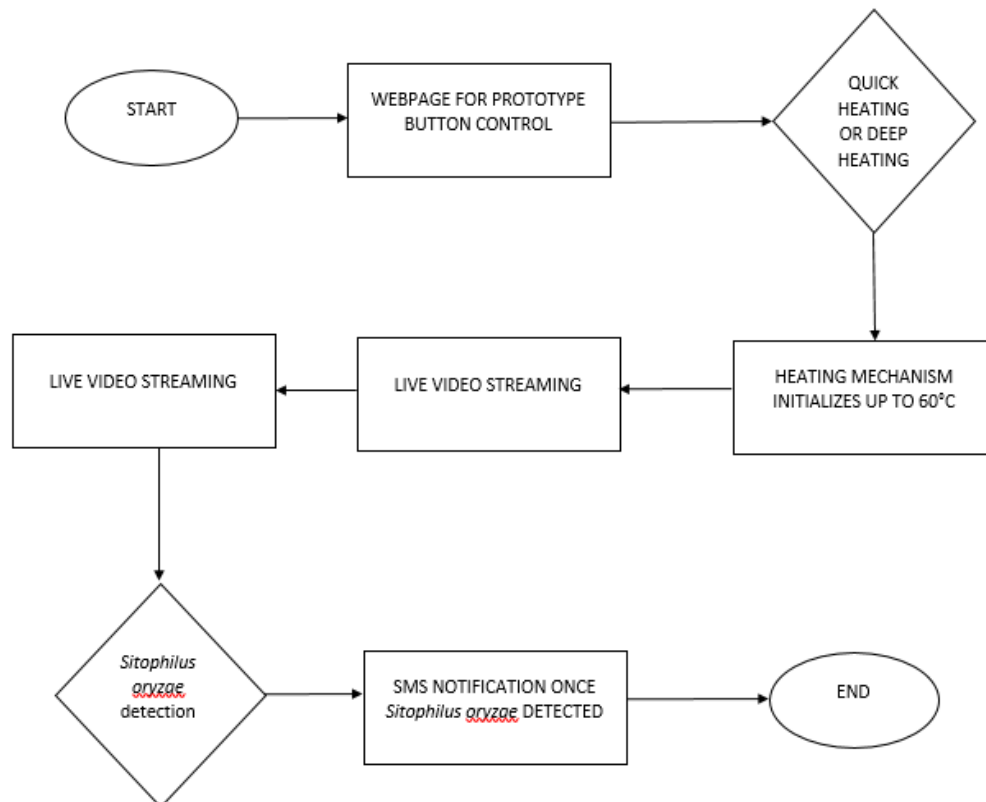 START
WEBPAGE FOR PROTOTYPE
BUTTON CONTROL
QUICK
HEATING
OR DEEP
HEATING
LIVE VIDEO STREAMING
LIVE VIDEO STREAMING
HEATING MECHANISM
INITIALIZES UP TO 60°C
Sitophilus
oryzae
detection
SMS NOTIFICATION ONCE
Sitophilus oryzae DETECTED
END